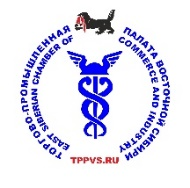 ТОРГОВО-ПРОМЫШЛЕННАЯ ПАЛАТА ВОСТОЧНОЙ СИБИРИ
EAST SIBERIAN CHAMBER OF COMMERCE AND INDUSTRY
TPPVS.RU